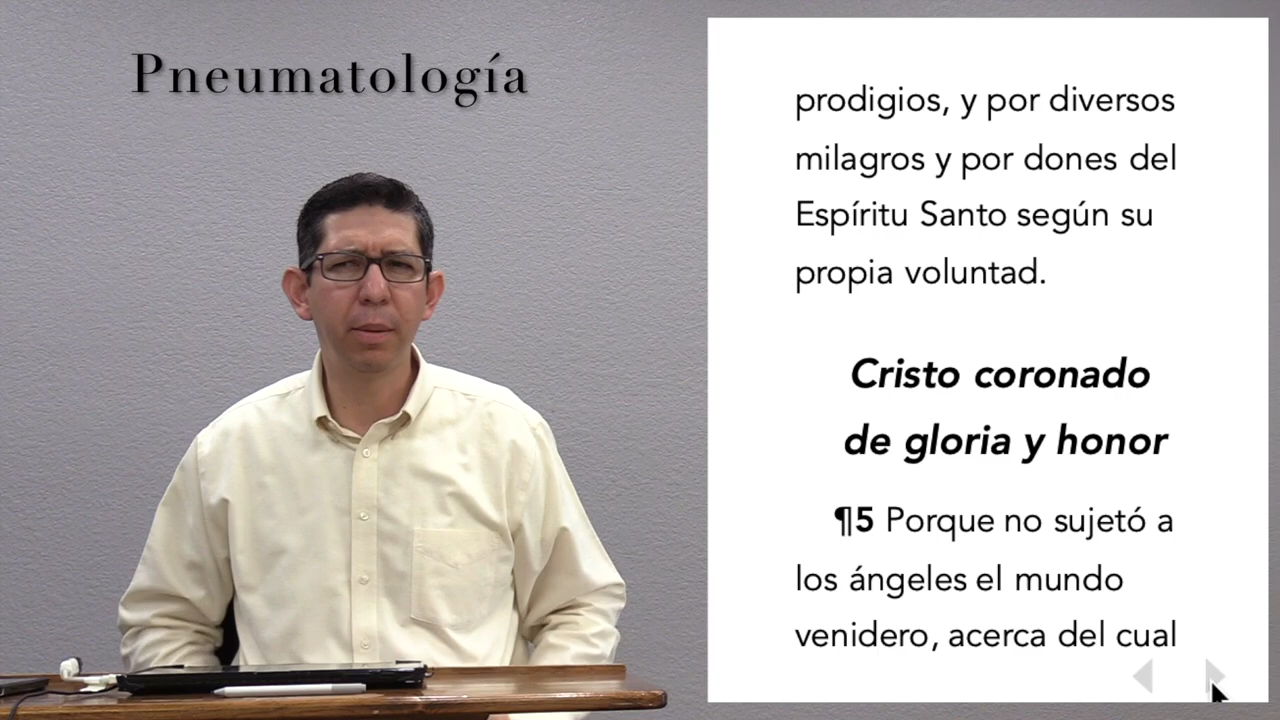 Pneumatología
prodigios, y por diversos
milagros y por dones del
Espíritu Santo según su
propia voluntad.
Cristo coronado
de gloria y honor
¶5 Porque no sujetó a
los ángeles el mundo
venidero, acerca del cual